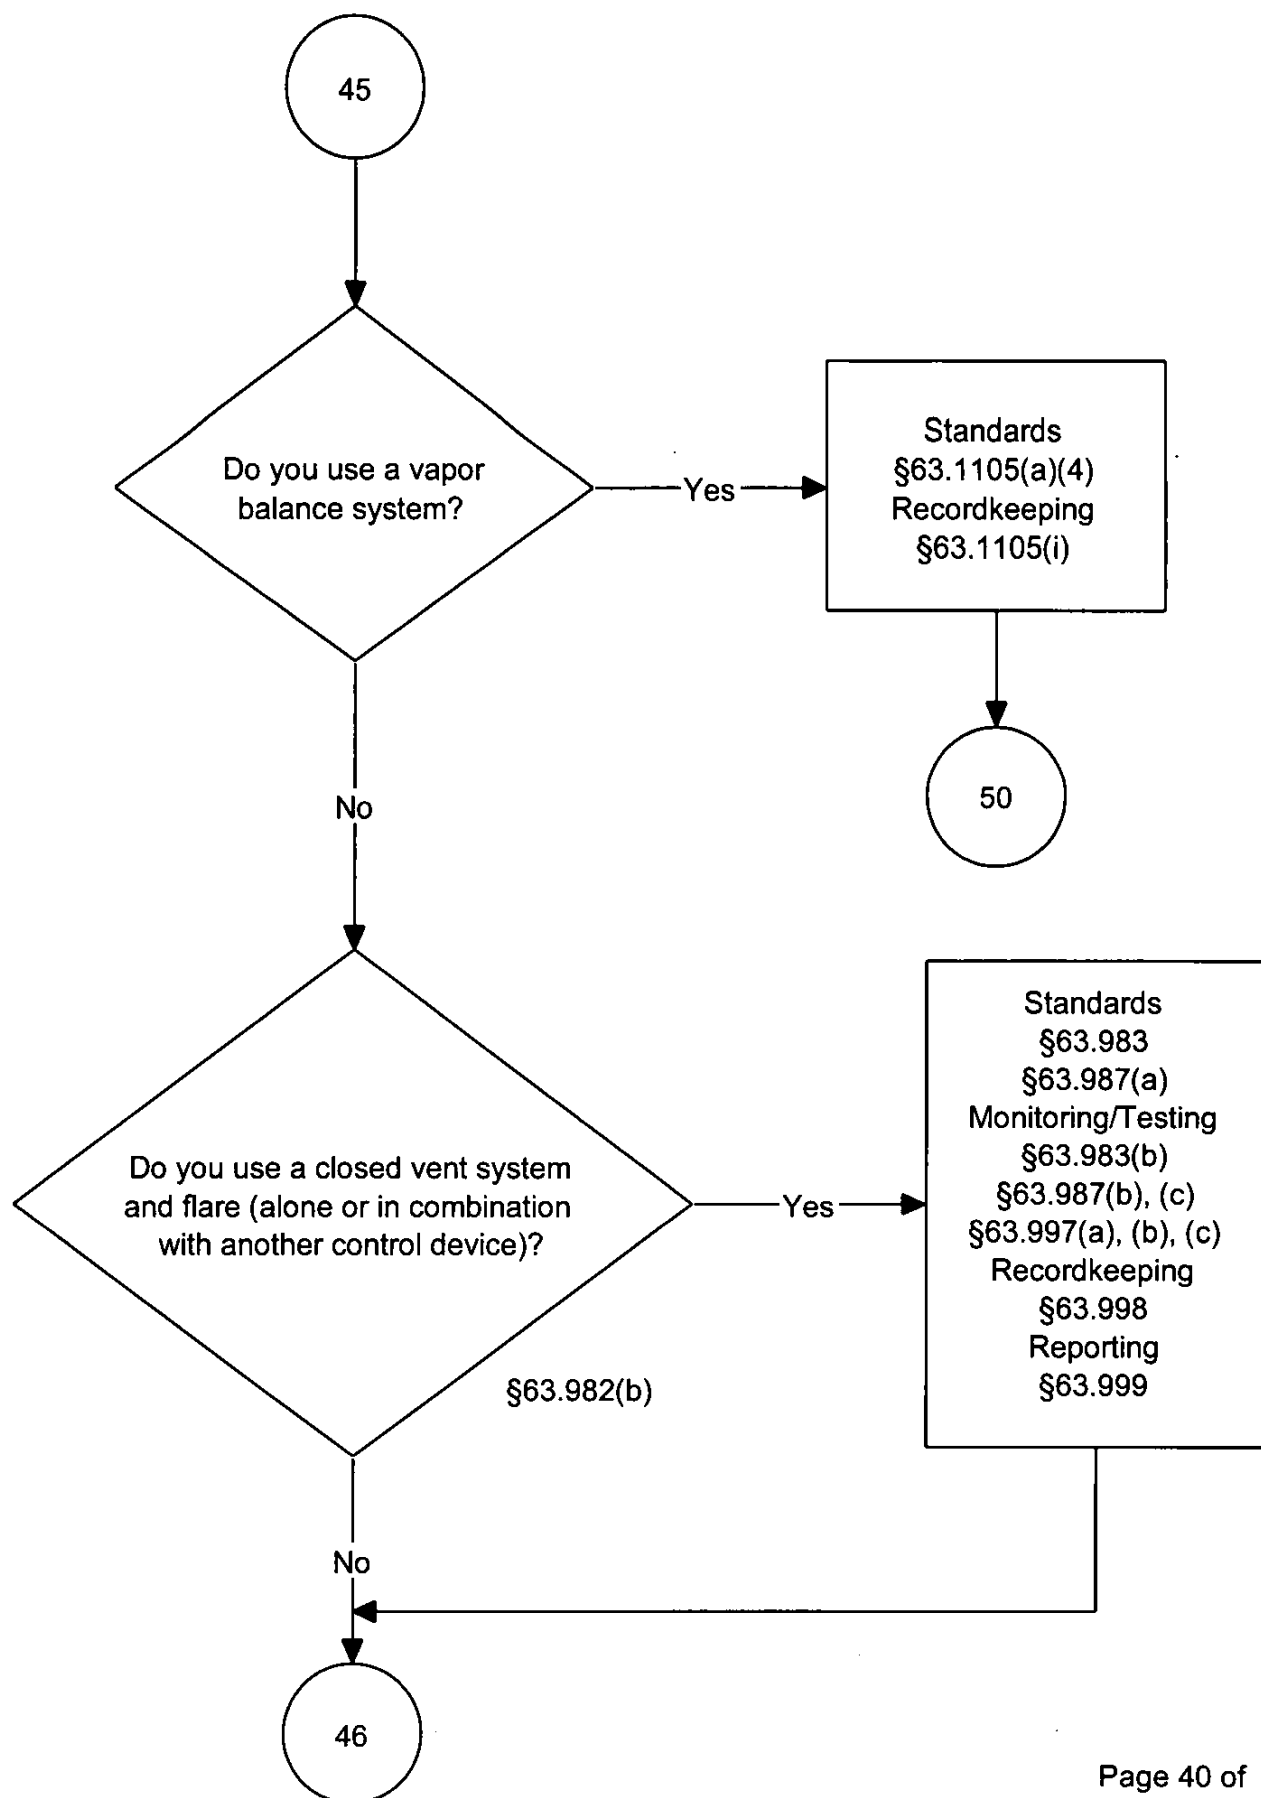 45
Do you use a vapor
balance system?
Yes
Standards
§63.1105(a)(4)
Recordkeeping
§63.1105(i)
50
No
Do you use a closed vent system
and flare (alone or in combination
with another control device)?
§63.982(b)
Yes
Standards
§63.983
§63.987(a)
Monitoring/Testing
§63.983(b)
§63.987(b), (c)
§63.997(a), (b), (c)
Recordkeeping
§63.998
Reporting
§63.999
No
46
Page 40 of